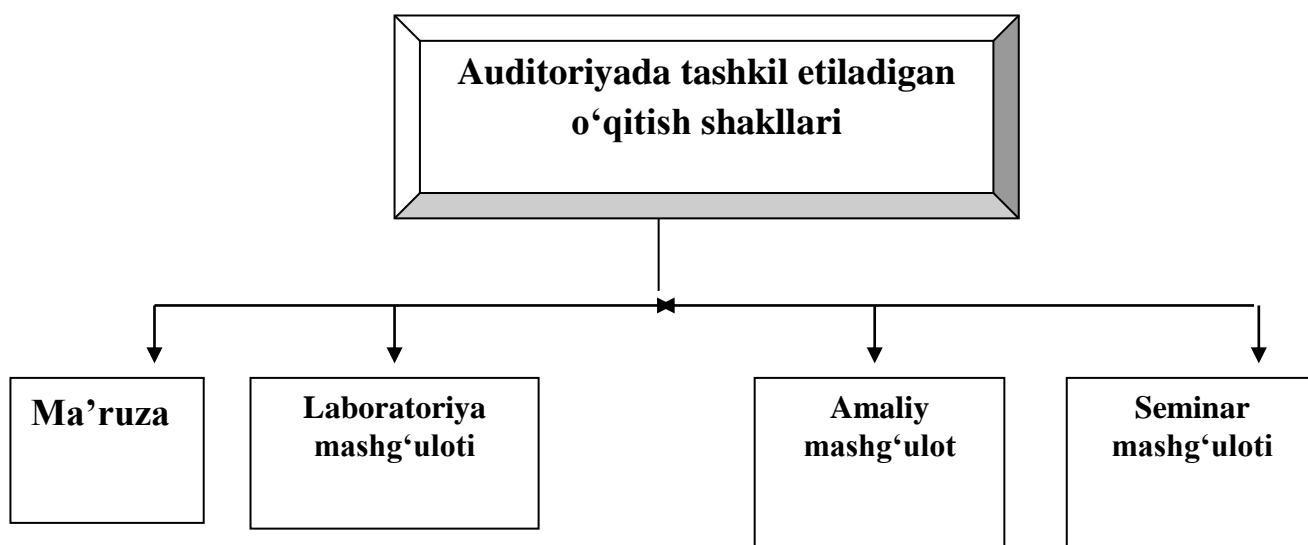 Auditoriyada tashkil etiladigan
o‘qitish shakllari
Ma’ruza
Laboratoriya
mashg‘uloti
Amaliy
mashg‘ulot
Seminar
mashg‘uloti